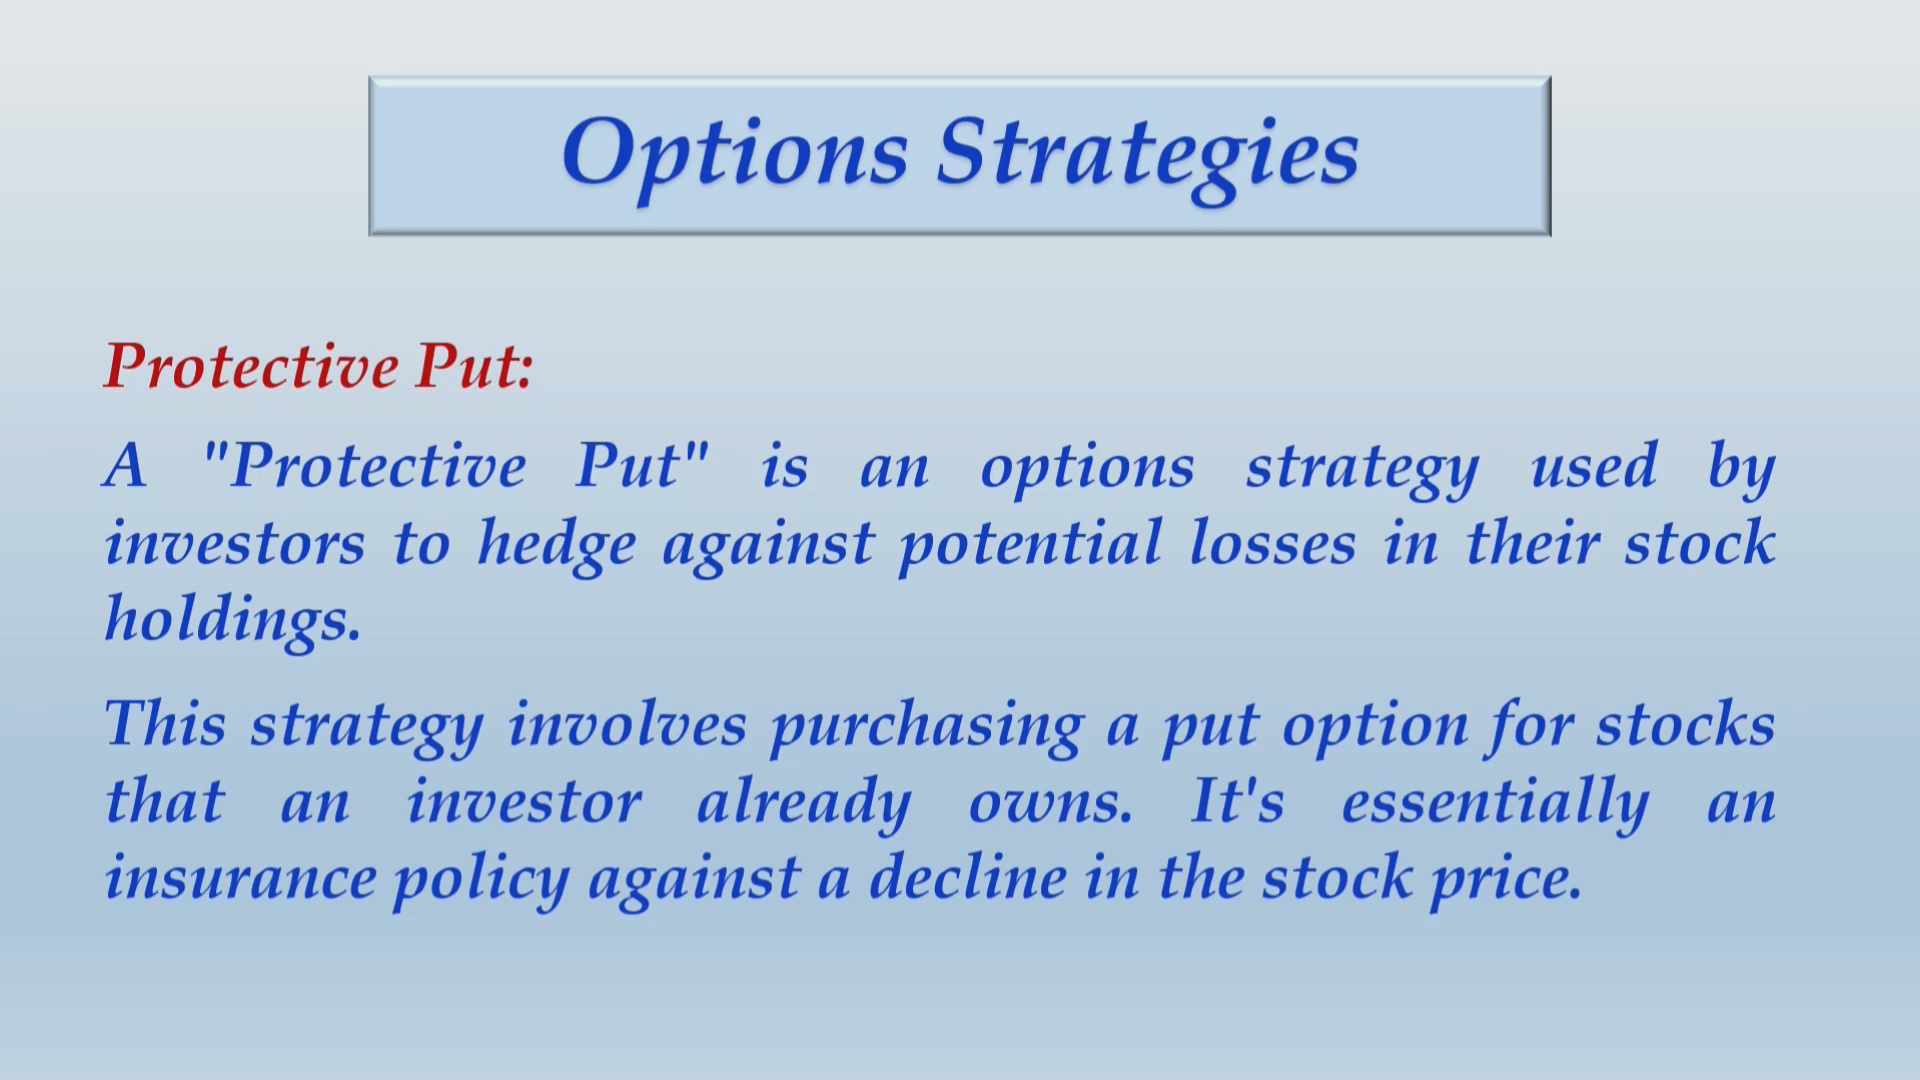 Options Strategies
Protective Put:
A "Protective Put" is an options strategy used by
investors to hedge against potential losses in their stock
holdings.
This strategy involves purchasing a put option for stocks
that an investor already owns. It's essentially an
insurance policy against a decline in the stock price.